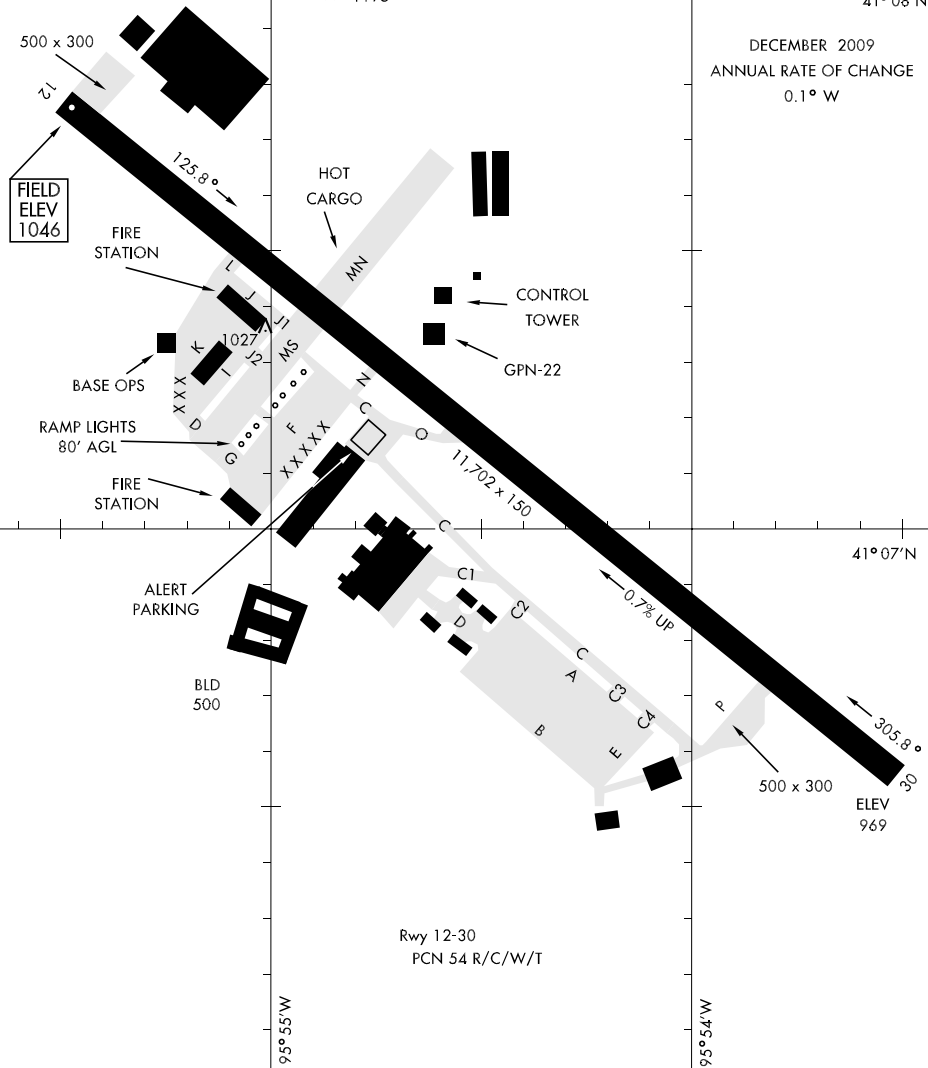 41° 08'N
500 x 300
DECEMBER 2009
ANNUAL RATE OF CHANGE
0.1° W
12
125.8°
HOT
CARGO
FIELD
ELEV
1046
FIRE
STATION
L
J
J1
MN
CONTROL
TOWER
1027
J2
MS
K
I
GPN-22
BASE OPS
X X X
N
C
D
RAMP LIGHTS
80' AGL
F
O
G
X X X X X
11,702 x 150
FIRE
STATION
C
41° 07'N
ALERT
PARKING
C1
C2
D
0.7% UP
C
A
C3
C4
P
BLD
500
B
E
305.8°
30
500 x 300
ELEV
969
Rwy 12-30
PCN 54 R/C/W/T
95° 55'W
95° 54'W